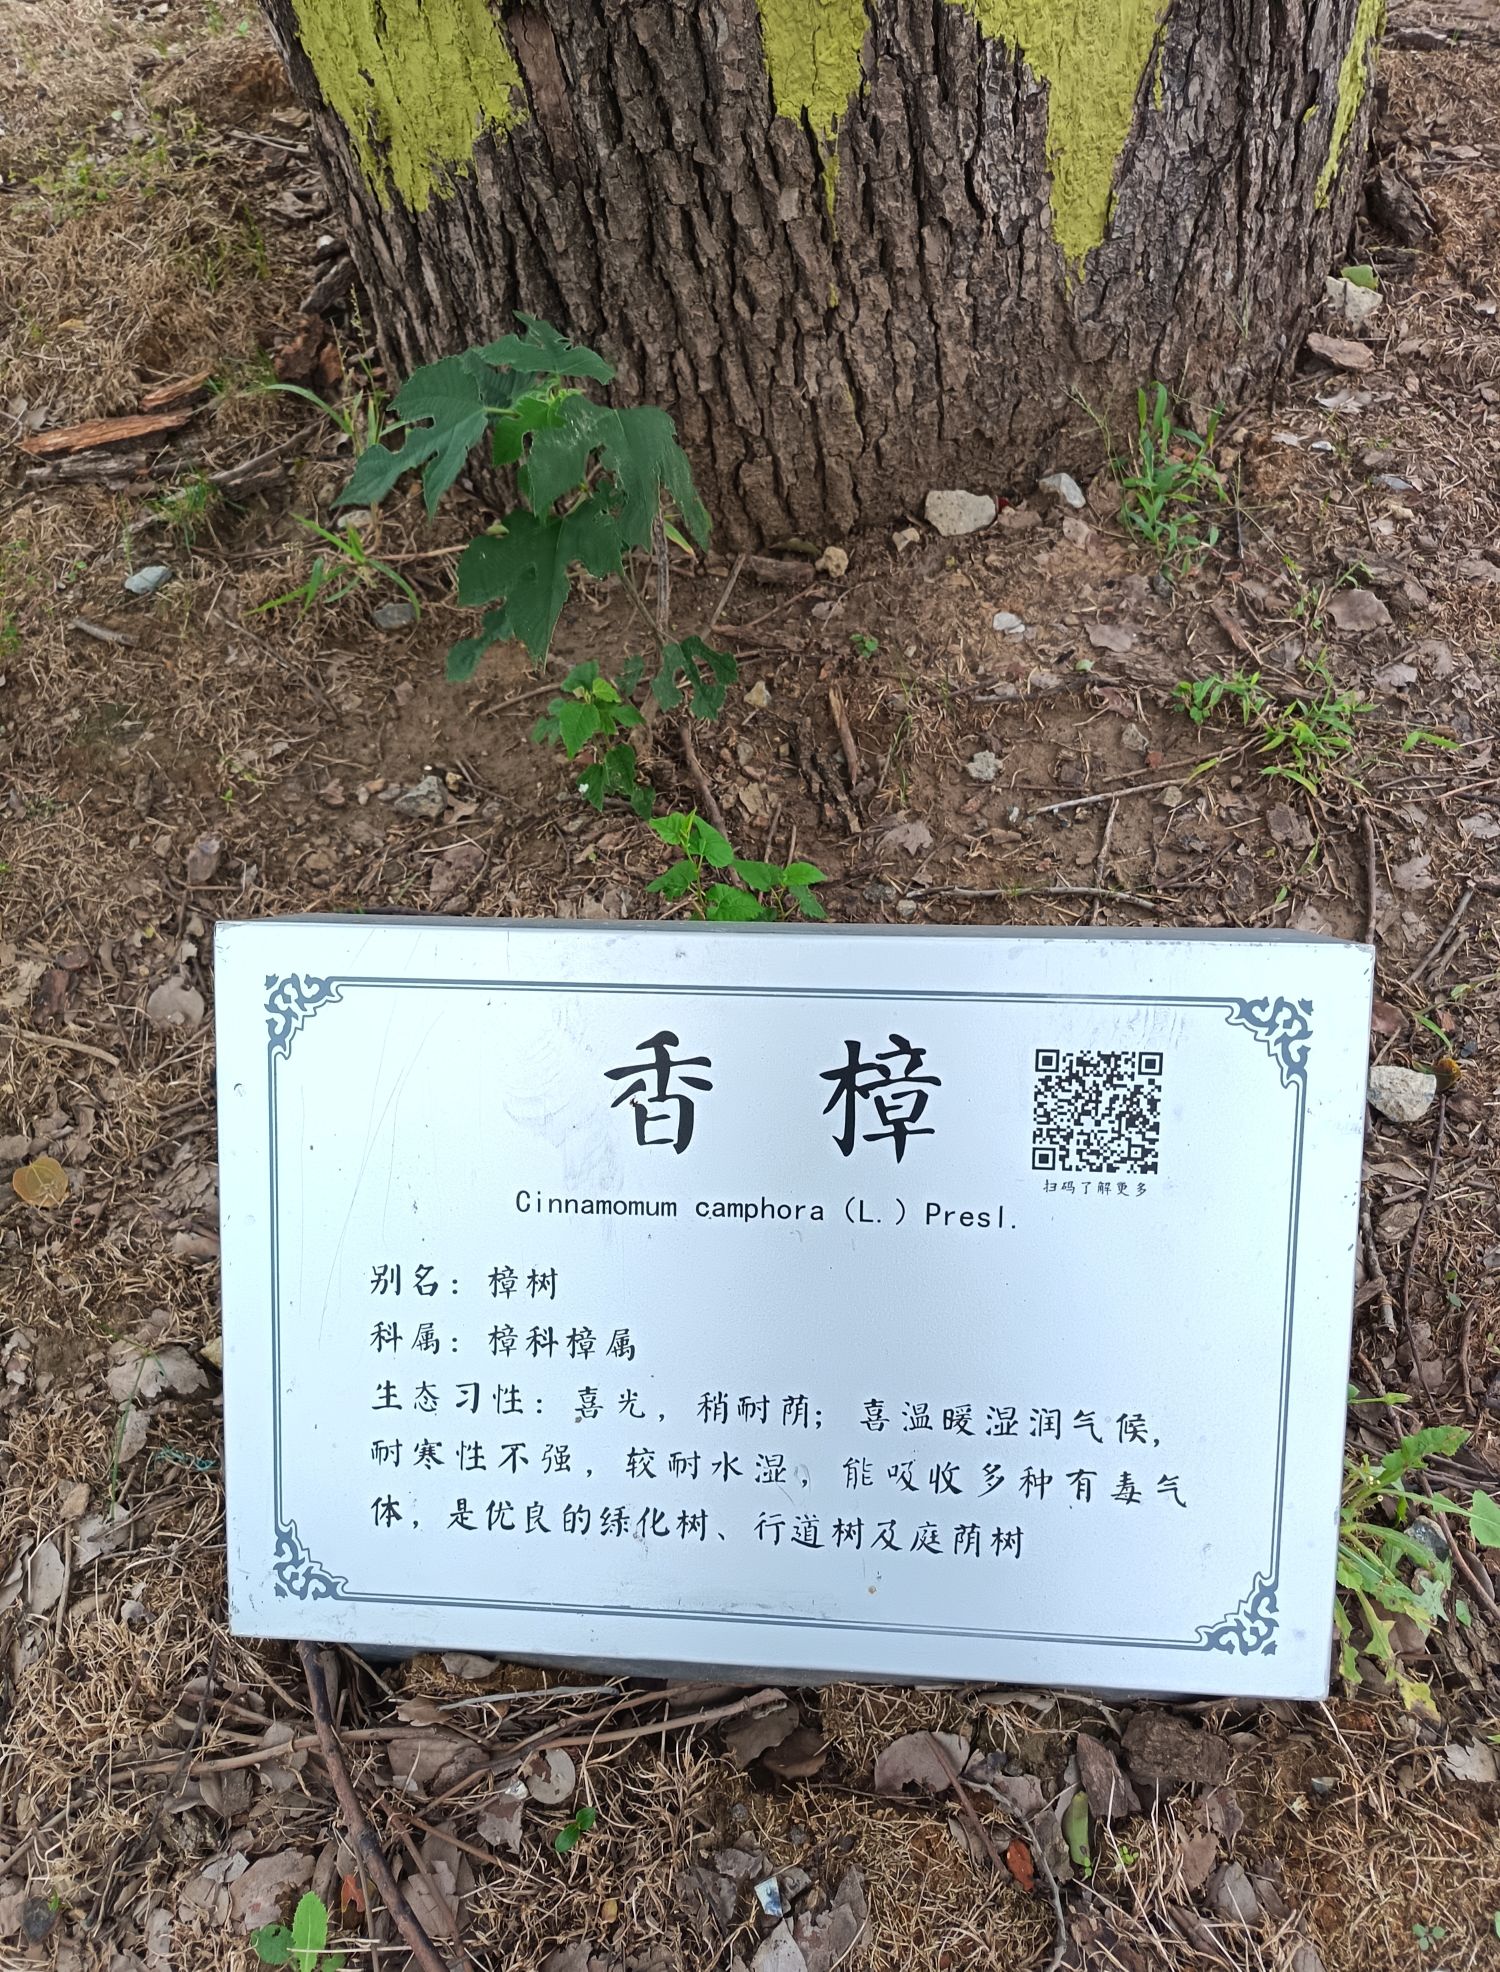 香 樟
扫码了解更多
Cinnamomum camphora (L.) Presl.
别名：樟树
科属：樟科樟属
生态习性：喜光，稍耐荫；喜温暖湿润气候，
耐寒性不强，较耐水湿，能吸收多种有毒气
体，是优良的绿化树、行道树及庭荫树